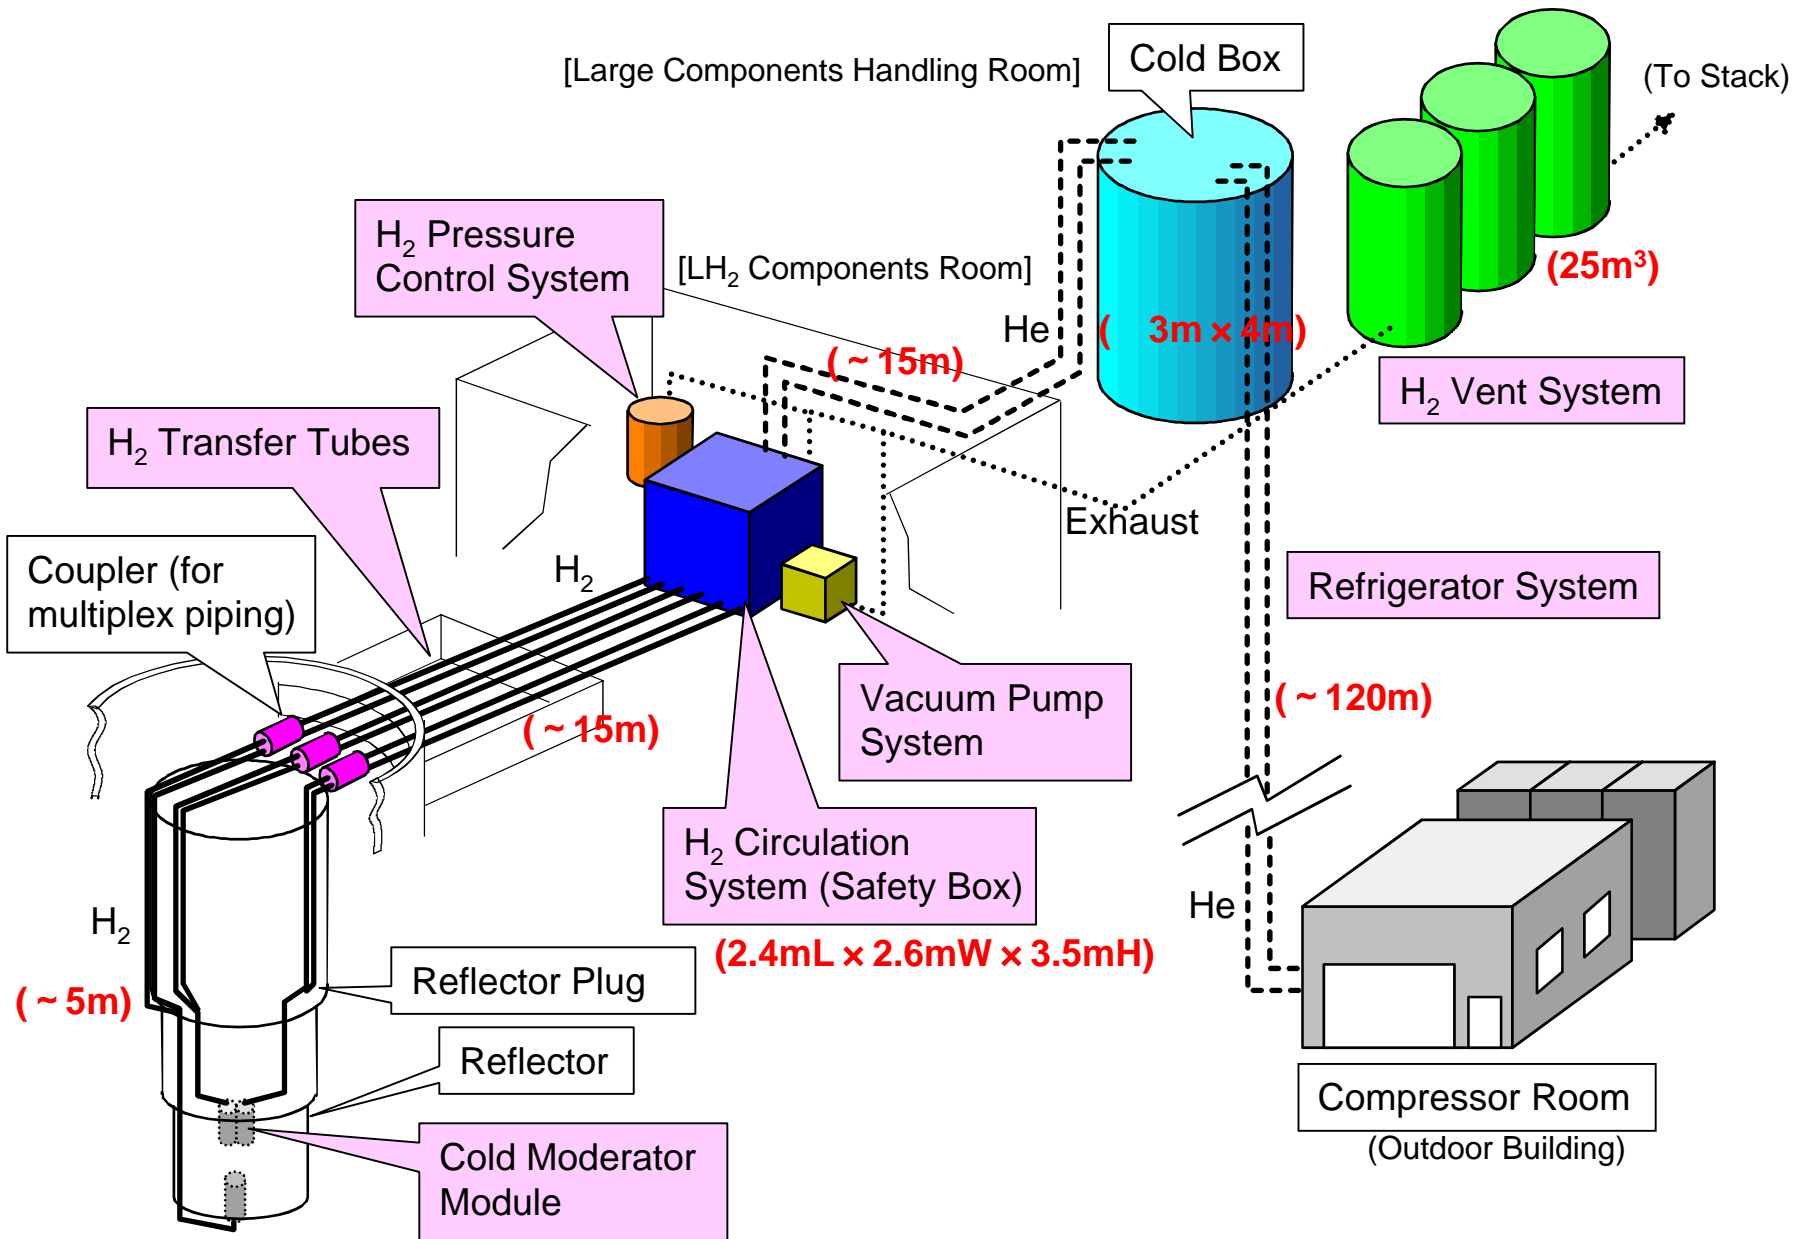 [Large Components Handling Room]
Cold Box
(To Stack)
H₂ Pressure
Control System
[LH₂ Components Room]
(25m³)
He
( 3m × 4m)
(~15m)
H₂ Vent System
H₂ Transfer Tubes
Exhaust
Coupler (for
multiplex piping)
H₂
Refrigerator System
Vacuum Pump
System
(~15m)
(~120m)
H₂ Circulation
System (Safety Box)
(2.4mL × 2.6mW × 3.5mH)
He
H₂
(~5m)
Reflector Plug
Reflector
Compressor Room
(Outdoor Building)
Cold Moderator
Module